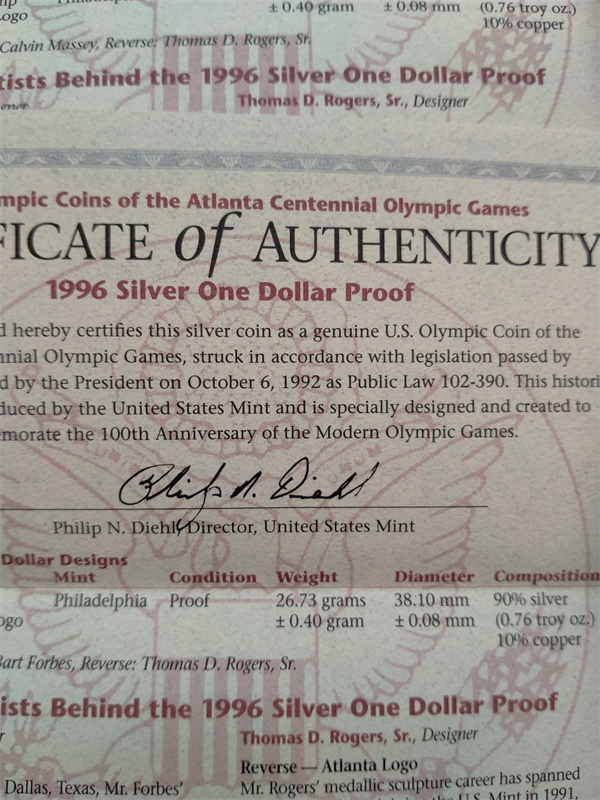 ± 0.40 gram ± 0.08 mm (0.76 troy oz.)
ogo 10% copper
Calvin Massey, Reverse: Thomas D. Rogers, Sr.
tists Behind the 1996 Silver One Dollar Proof
Thomas D. Rogers, Sr., Designer
mpic Coins of the Atlanta Centennial Olympic Games
FICATE of AUTHENTICITY
1996 Silver One Dollar Proof
d hereby certifies this silver coin as a genuine U.S. Olympic Coin of the
nnial Olympic Games, struck in accordance with legislation passed by
d by the President on October 6, 1992 as Public Law 102-390. This histori
duced by the United States Mint and is specially designed and created to
morate the 100th Anniversary of the Modern Olympic Games.
Philip N. Diehl
Philip N. Diehl, Director, United States Mint
Dollar Designs
Mint Condition Weight Diameter Composition
Philadelphia Proof 26.73 grams 38.10 mm 90% silver
ogo ± 0.40 gram ± 0.08 mm (0.76 troy oz.)
10% copper
Bart Forbes, Reverse: Thomas D. Rogers, Sr.
ists Behind the 1996 Silver One Dollar Proof
r Thomas D. Rogers, Sr., Designer
Reverse — Atlanta Logo
Dallas, Texas, Mr. Forbes' Mr. Rogers' medallic sculpture career has spanned
U.S. Mint in 1991,